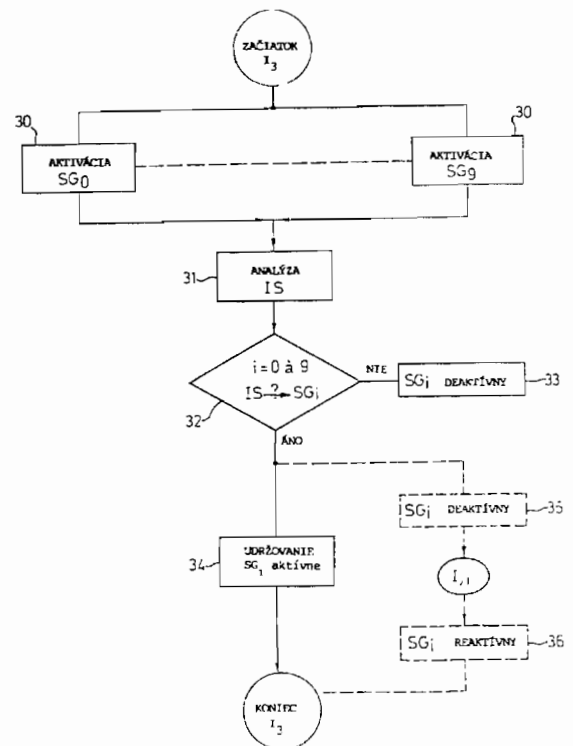 ZAČIATOK
I3
30
30
AKTIVÁCIA
SG0
AKTIVÁCIA
SG9
31
ANALÝZA
IS
i=0 à 9
IS ?→ SGi
NIE
SGi DEAKTÍVNY
33
32
ÁNO
SGi DEAKTÍVNY
35
34
UDRŽOVANIE
SGi aktívne
SGi REAKTÍVNY
36
KONIEC
I3